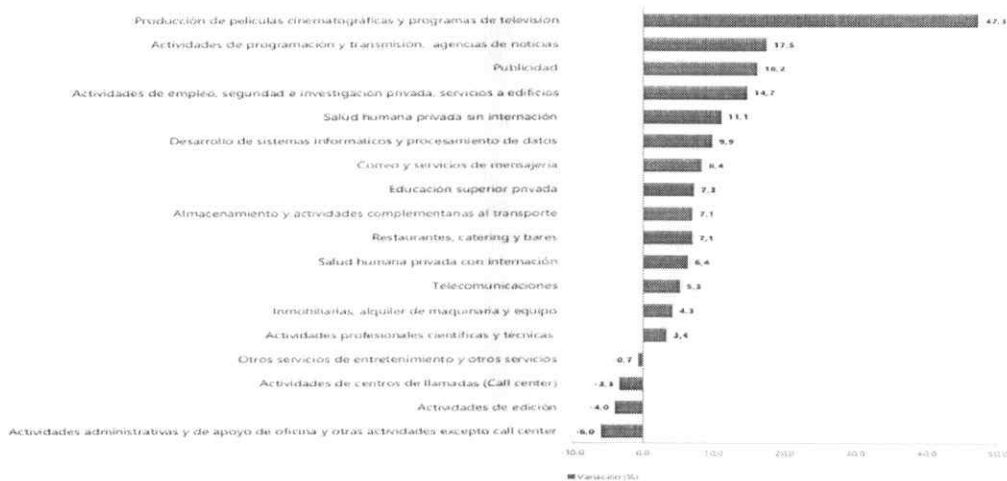 Producción de películas cinematográficas y programas de televisión 47,3
Actividades de programación y transmisión, agencias de noticias 17,5
Publicidad 16,2
Actividades de empleo, seguridad e investigación privada, servicios a edificios 14,7
Salud humana privada sin internación 11,1
Desarrollo de sistemas informaticos y procesamiento de datos 9,9
Correo y servicios de mensajería 8,4
Educación superior privada 7,3
Almacenamiento y actividades complementarias al transporte 7,1
Restaurantes, catering y bares 7,1
Salud humana privada con internación 6,4
Telecomunicaciones 5,3
Inmobiliarias, alquiler de maquinaria y equipo 4,3
Actividades profesionales científicas y técnicas 3,4
Otros servicios de entretenimiento y otros servicios -0,7
Actividades de centros de llamadas (Call center) -3,3
Actividades de edición -4,0
Actividades administrativas y de apoyo de oficina y otras actividades excepto call center -6,0
-10,0 0,0 10,0 20,0 30,0 40,0 50,0
Variación (%)